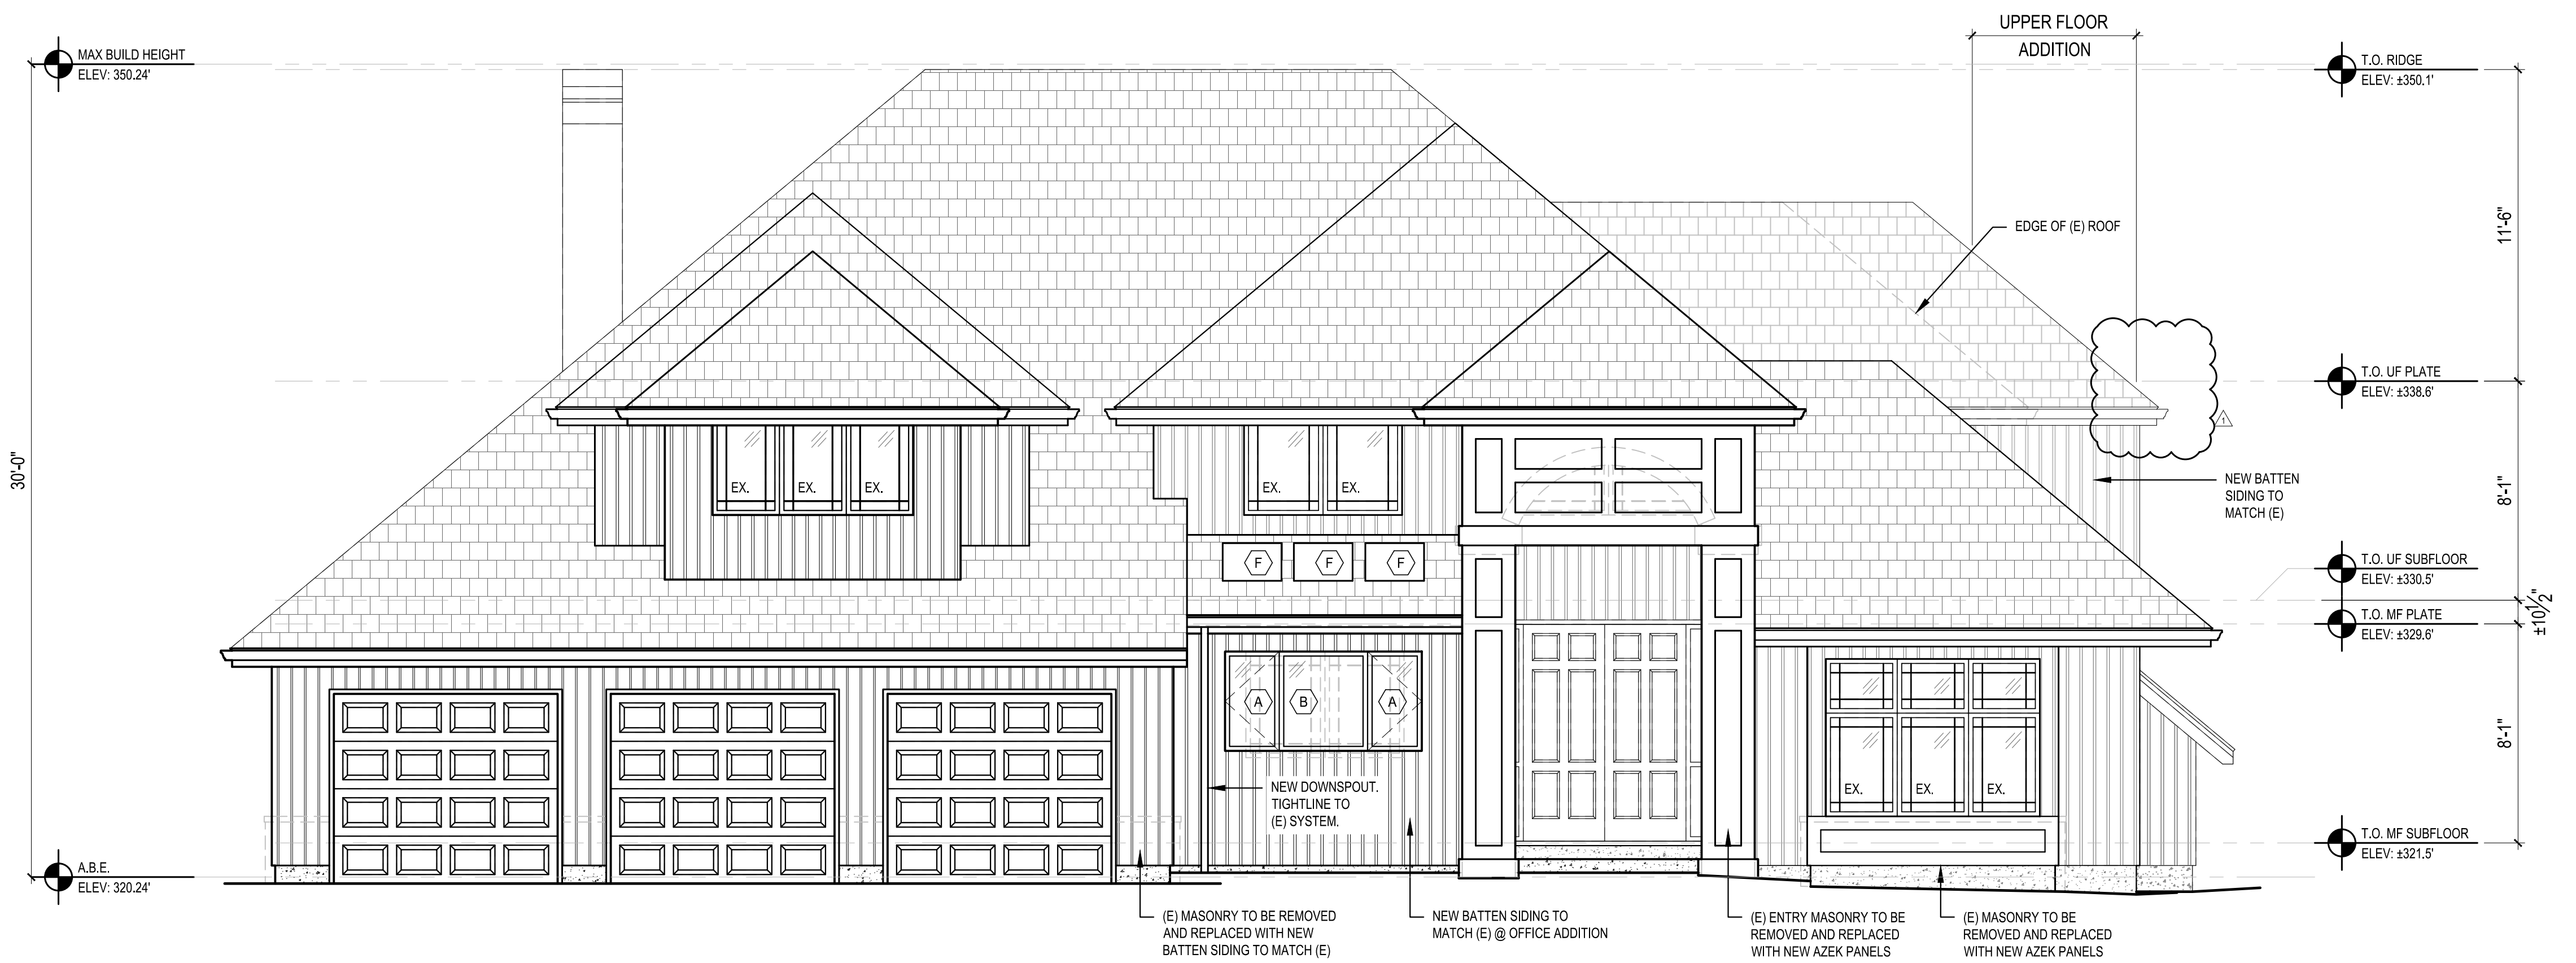 UPPER FLOOR
ADDITION
MAX BUILD HEIGHT
ELEV: 350.24'
T.O. RIDGE
ELEV: ±350.1'
EDGE OF (E) ROOF
11'-6"
T.O. UF PLATE
ELEV: ±338.6'
1
30'-0"
EX.
EX.
EX.
EX.
EX.
NEW BATTEN
SIDING TO
MATCH (E)
8'-1"
F
F
F
T.O. UF SUBFLOOR
ELEV: ±330.5'
±10½"
T.O. MF PLATE
ELEV: ±329.6'
A
B
A
8'-1"
NEW DOWNSPOUT.
TIGHTLINE TO
(E) SYSTEM.
EX.
EX.
EX.
T.O. MF SUBFLOOR
ELEV: ±321.5'
A.B.E.
ELEV: 320.24'
(E) MASONRY TO BE REMOVED
AND REPLACED WITH NEW
BATTEN SIDING TO MATCH (E)
NEW BATTEN SIDING TO
MATCH (E) @ OFFICE ADDITION
(E) ENTRY MASONRY TO BE
REMOVED AND REPLACED
WITH NEW AZEK PANELS
(E) MASONRY TO BE
REMOVED AND REPLACED
WITH NEW AZEK PANELS